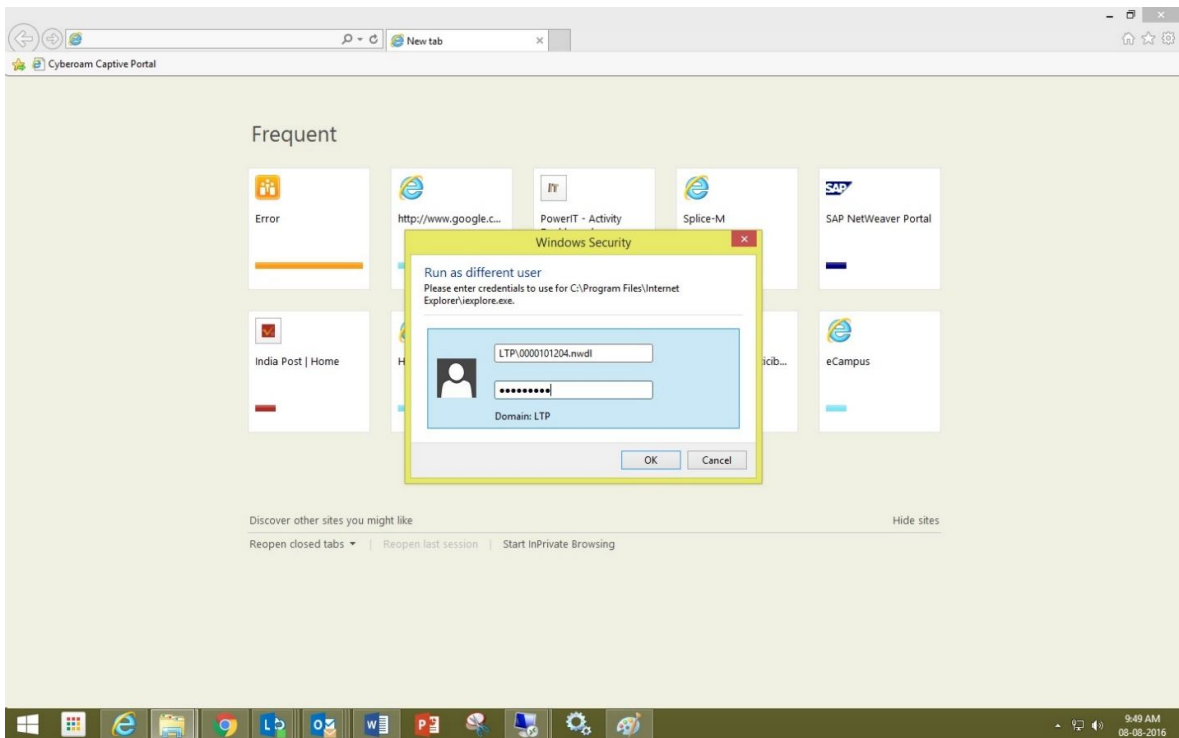 New tab
Cyberoam Captive Portal
Frequent
Error
http://www.google.c...
PowerIT - Activity
Splice-M
SAP
SAP NetWeaver Portal
Windows Security
Run as different user
Please enter credentials to use for C:\Program Files\Internet
Explorer\iexplore.exe.
India Post | Home
H
LTP\0000101204.nwdl
icib...
eCampus
•••••••••
Domain: LTP
OK
Cancel
Discover other sites you might like
Hide sites
Reopen closed tabs
Reopen last session
Start InPrivate Browsing
9:49 AM
08-08-2016